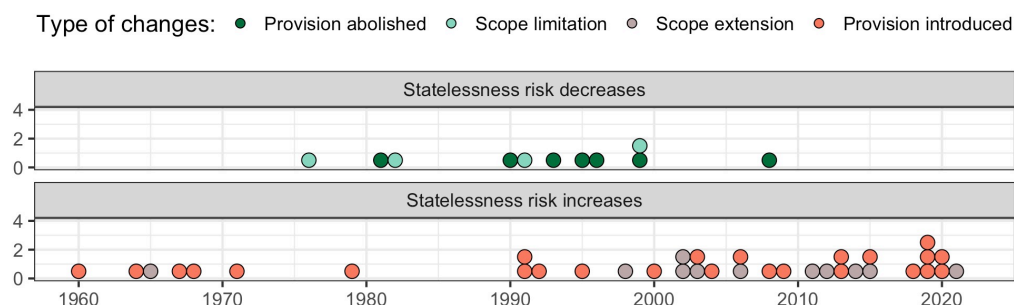 Type of changes: Provision abolished Scope limitation Scope extension Provision introduced
Statelessness risk decreases
4
2
0
Statelessness risk increases
4
2
0
1960 1970 1980 1990 2000 2010 2020